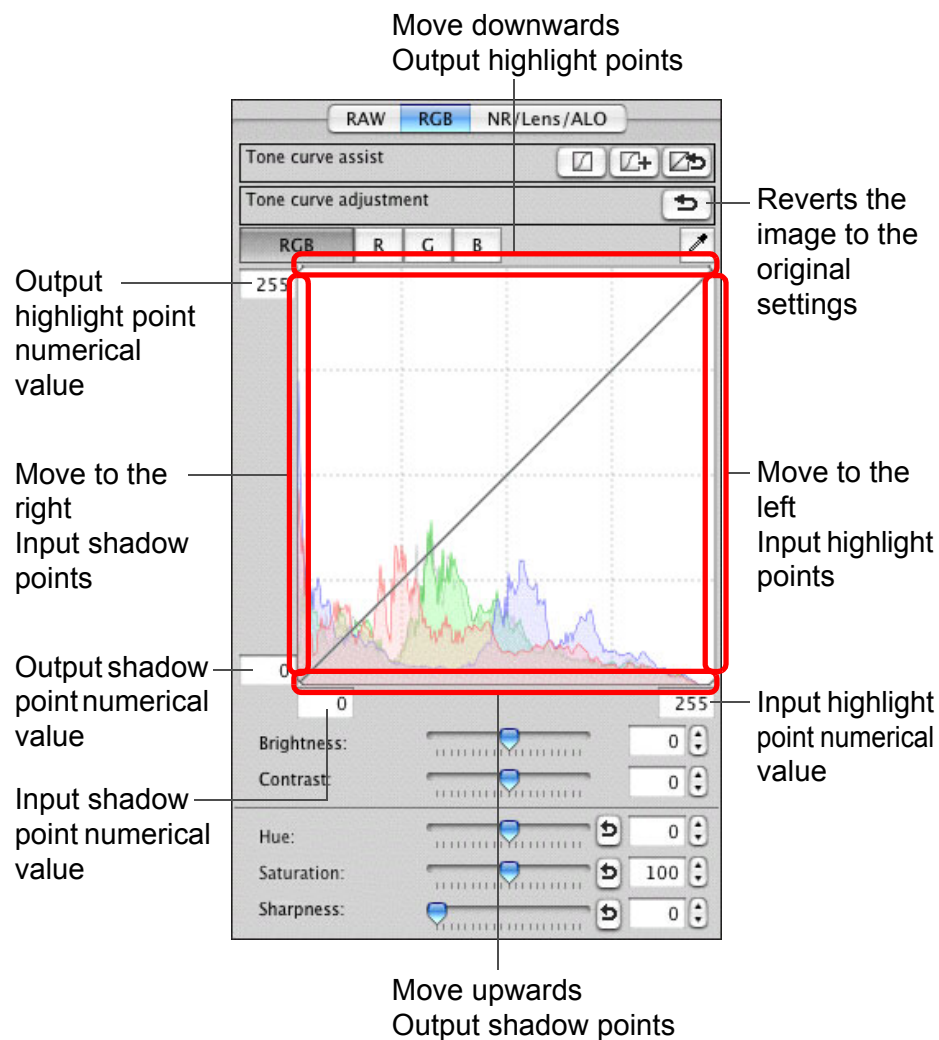 Move downwards
Output highlight points
RAW RGB NR/Lens/ALO
Tone curve assist
Tone curve adjustment
RGB R G B
Reverts the
image to the
original
settings
Output
highlight point
numerical
value
255
Move to the
right
Input shadow
points
Move to the
left
Input highlight
points
Output shadow
point numerical
value
0
0 255
Input highlight
point numerical
value
Input shadow
point numerical
value
Brightness: 0
Contrast: 0
Hue: 0
Saturation: 100
Sharpness: 0
Move upwards
Output shadow points